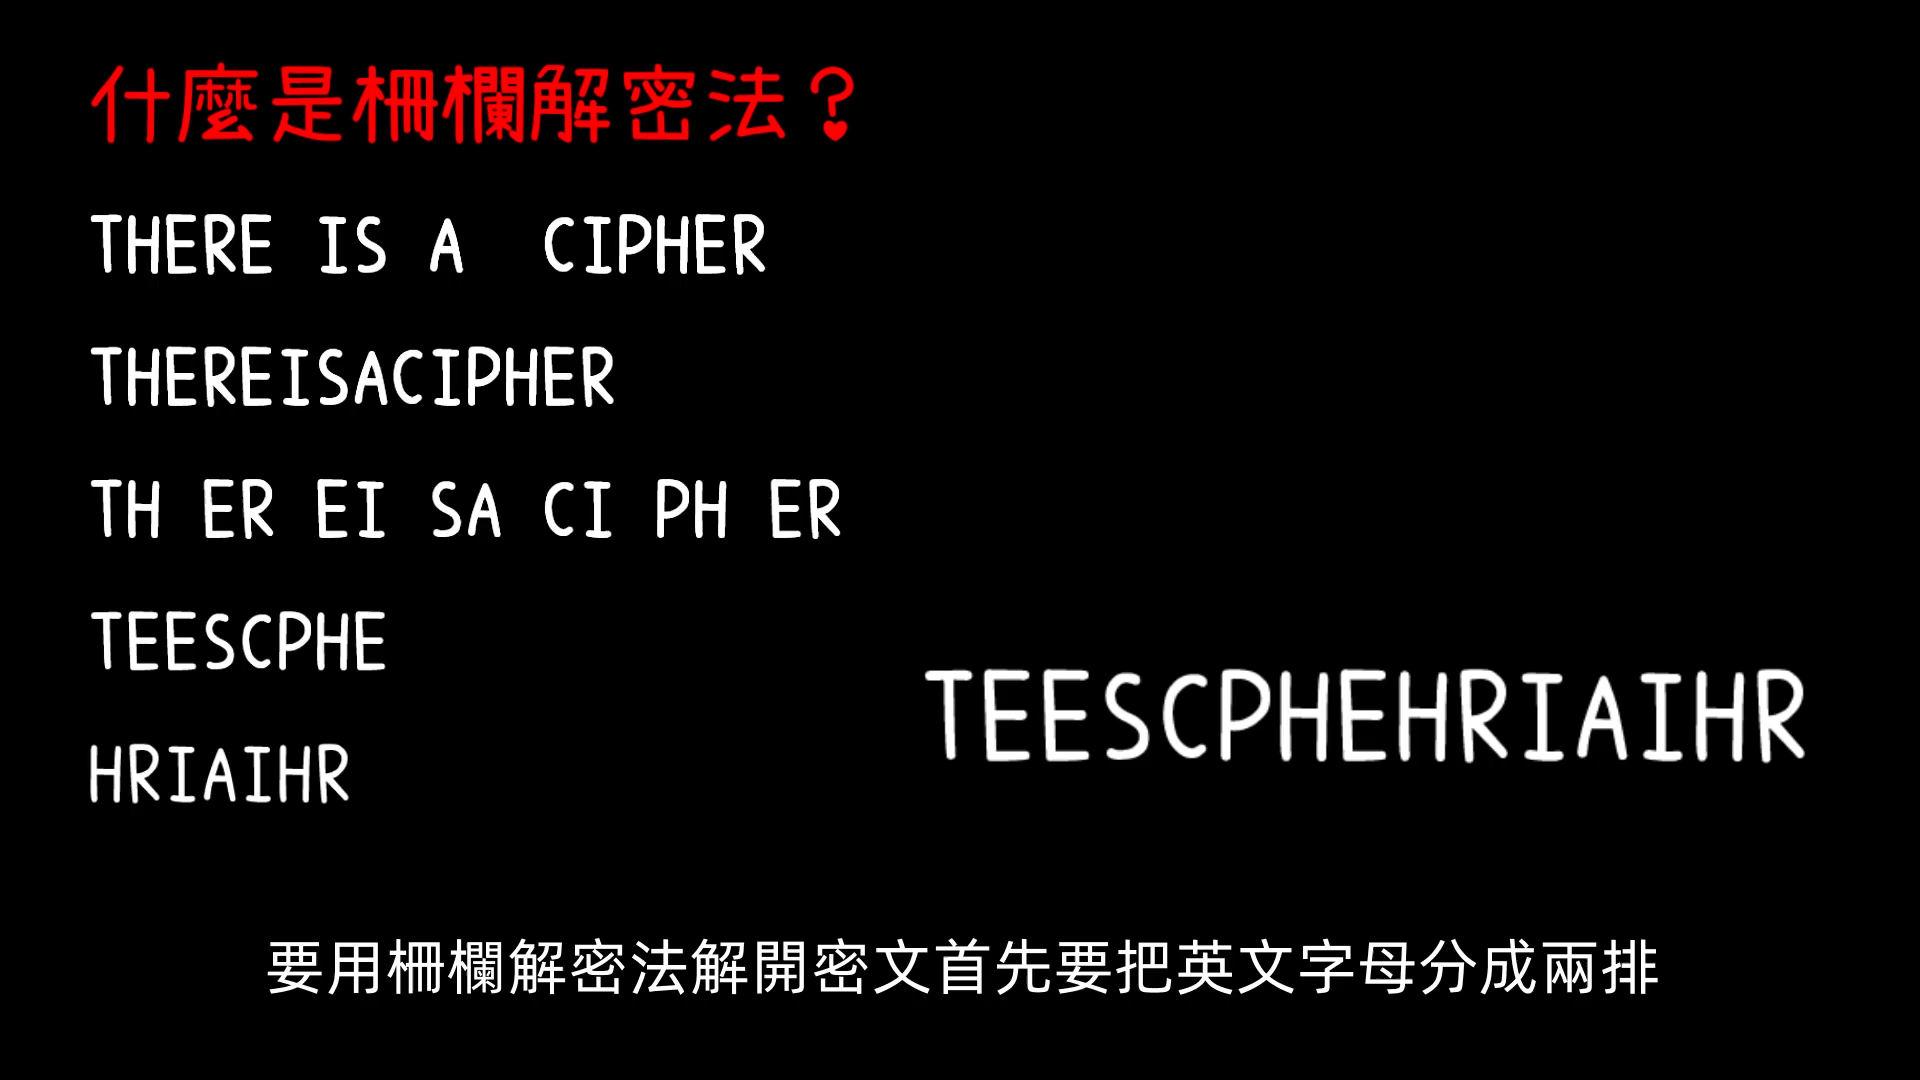 什麼是柵欄解密法？
THERE IS A CIPHER
THEREISACIPHER
TH ER EI SA CI PH ER
TEESCPHE
HRIAIHR
TEESCPHEHRIAIHR
要用柵欄解密法解開密文首先要把英文字母分成兩排